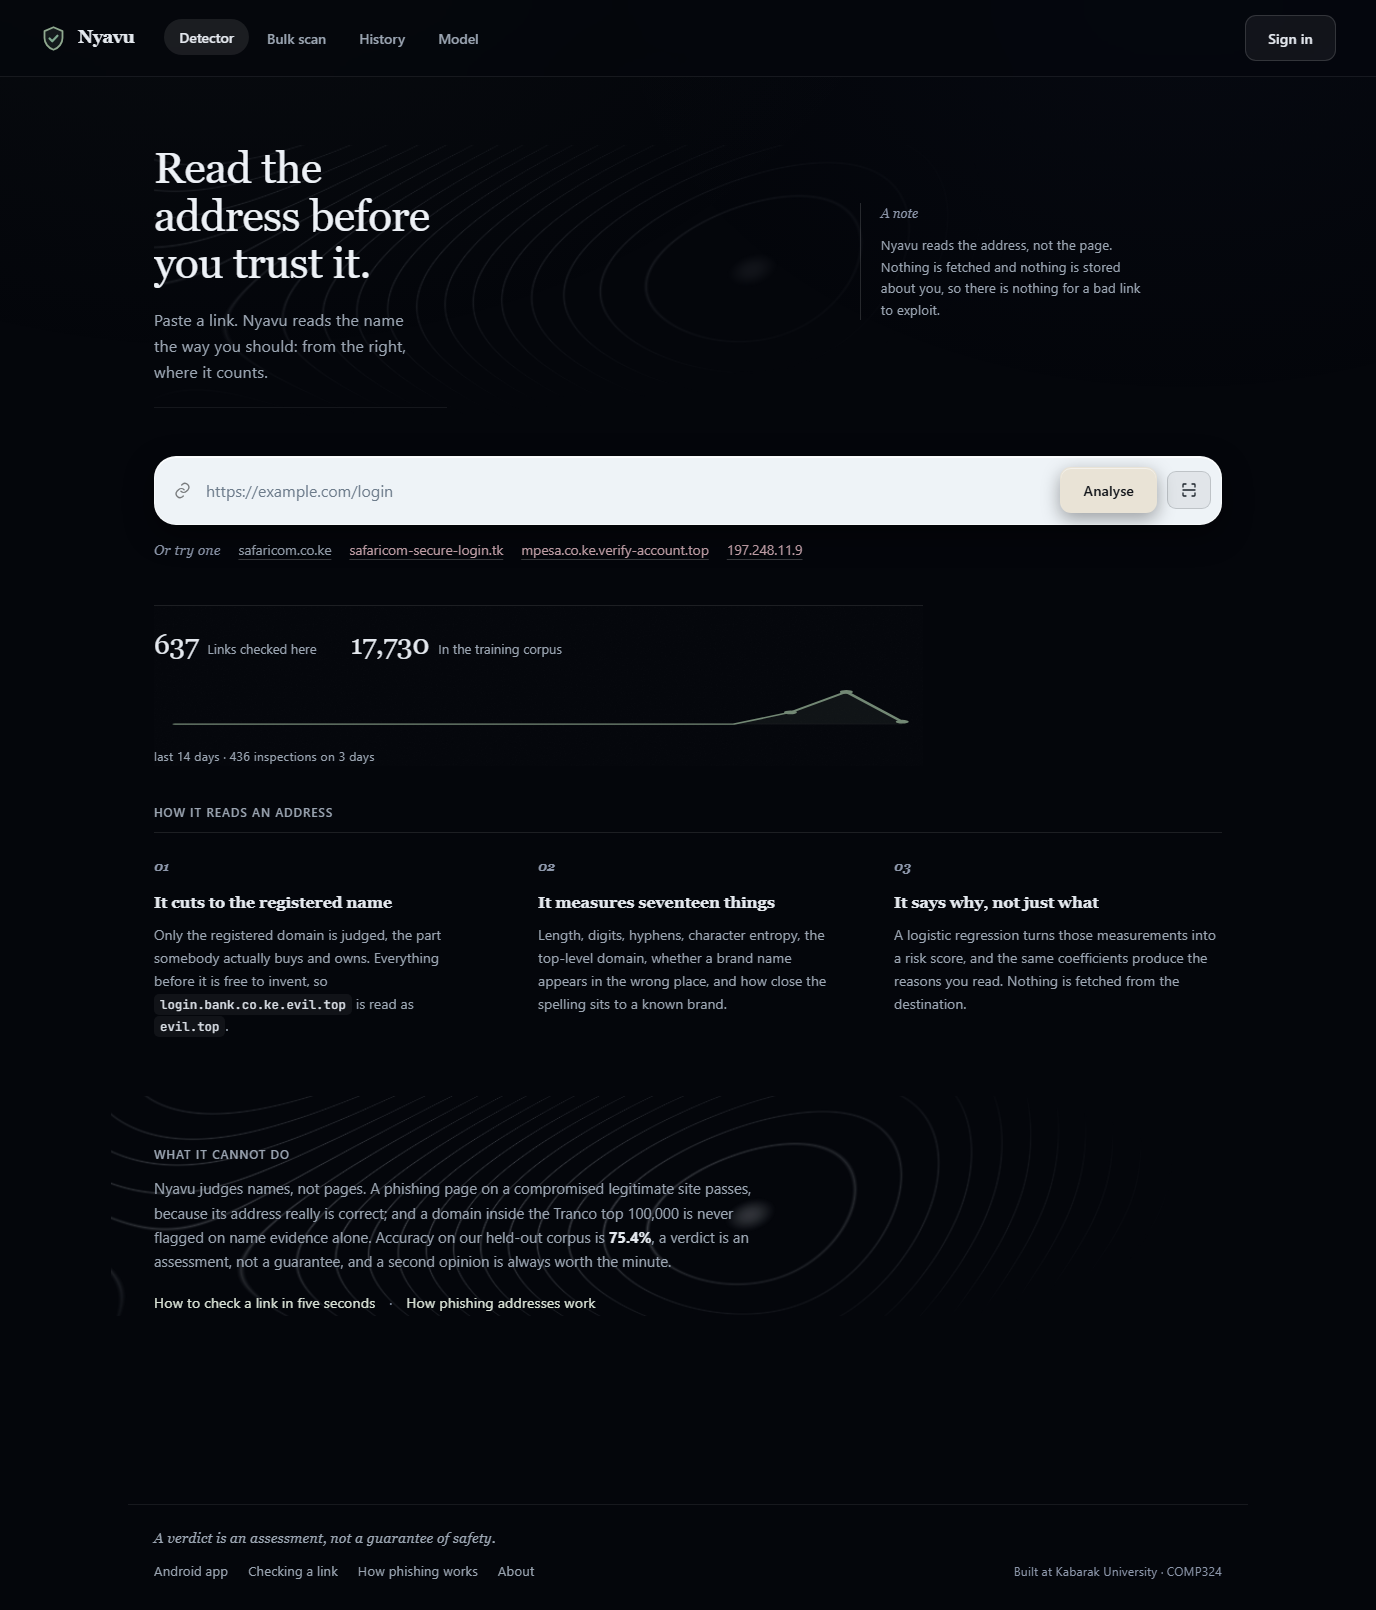 Nyavu
Detector
Bulk scan
History
Model
Sign in
Read the
address before
you trust it.
Paste a link. Nyavu reads the name
the way you should: from the right,
where it counts.
A note
Nyavu reads the address, not the page.
Nothing is fetched and nothing is stored
about you, so there is nothing for a bad link
to exploit.
https://example.com/login
Analyse
Or try one safaricom.co.ke safaricom-secure-login.tk mpesa.co.ke.verify-account.top 197.248.11.9
637 Links checked here 17,730 In the training corpus
last 14 days · 436 inspections on 3 days
HOW IT READS AN ADDRESS
01
It cuts to the registered name
Only the registered domain is judged, the part
somebody actually buys and owns. Everything
before it is free to invent, so
login.bank.co.ke.evil.top is read as
evil.top.
02
It measures seventeen things
Length, digits, hyphens, character entropy, the
top-level domain, whether a brand name
appears in the wrong place, and how close the
spelling sits to a known brand.
03
It says why, not just what
A logistic regression turns those measurements into
a risk score, and the same coefficients produce the
reasons you read. Nothing is fetched from the
destination.
WHAT IT CANNOT DO
Nyavu judges names, not pages. A phishing page on a compromised legitimate site passes,
because its address really is correct; and a domain inside the Tranco top 100,000 is never
flagged on name evidence alone. Accuracy on our held-out corpus is 75.4%, a verdict is an
assessment, not a guarantee, and a second opinion is always worth the minute.
How to check a link in five seconds · How phishing addresses work
A verdict is an assessment, not a guarantee of safety.
Android app Checking a link How phishing works About
Built at Kabarak University · COMP324